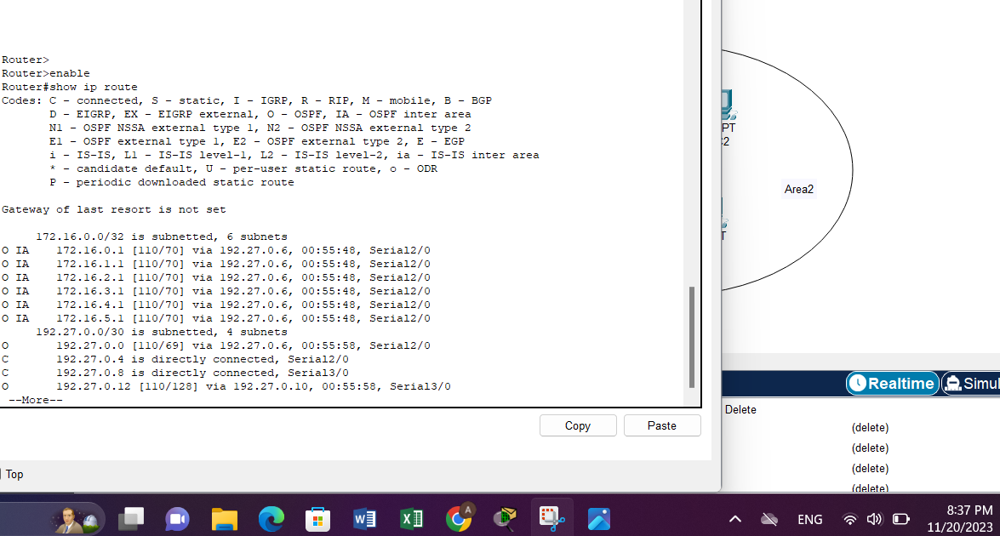 Router>
Router>enable
Router#show ip route
Codes: C - connected, S - static, I - IGRP, R - RIP, M - mobile, B - BGP
D - EIGRP, EX - EIGRP external, O - OSPF, IA - OSPF inter area
N1 - OSPF NSSA external type 1, N2 - OSPF NSSA external type 2
E1 - OSPF external type 1, E2 - OSPF external type 2, E - EGP
i - IS-IS, L1 - IS-IS level-1, L2 - IS-IS level-2, ia - IS-IS inter area
* - candidate default, U - per-user static route, o - ODR
P - periodic downloaded static route
Gateway of last resort is not set
172.16.0.0/32 is subnetted, 6 subnets
O IA 172.16.0.1 [110/70] via 192.27.0.6, 00:55:48, Serial2/0
O IA 172.16.1.1 [110/70] via 192.27.0.6, 00:55:48, Serial2/0
O IA 172.16.2.1 [110/70] via 192.27.0.6, 00:55:48, Serial2/0
O IA 172.16.3.1 [110/70] via 192.27.0.6, 00:55:48, Serial2/0
O IA 172.16.4.1 [110/70] via 192.27.0.6, 00:55:48, Serial2/0
O IA 172.16.5.1 [110/70] via 192.27.0.6, 00:55:48, Serial2/0
192.27.0.0/30 is subnetted, 4 subnets
O 192.27.0.0 [110/69] via 192.27.0.6, 00:55:58, Serial2/0
C 192.27.0.4 is directly connected, Serial2/0
C 192.27.0.8 is directly connected, Serial3/0
O 192.27.0.12 [110/128] via 192.27.0.10, 00:55:58, Serial3/0
--More--
Copy
Paste
Top
PT
2
Area2
T
Realtime
Simul
Delete
(delete)
(delete)
(delete)
(delete)
A
ENG
8:37 PM
11/20/2023